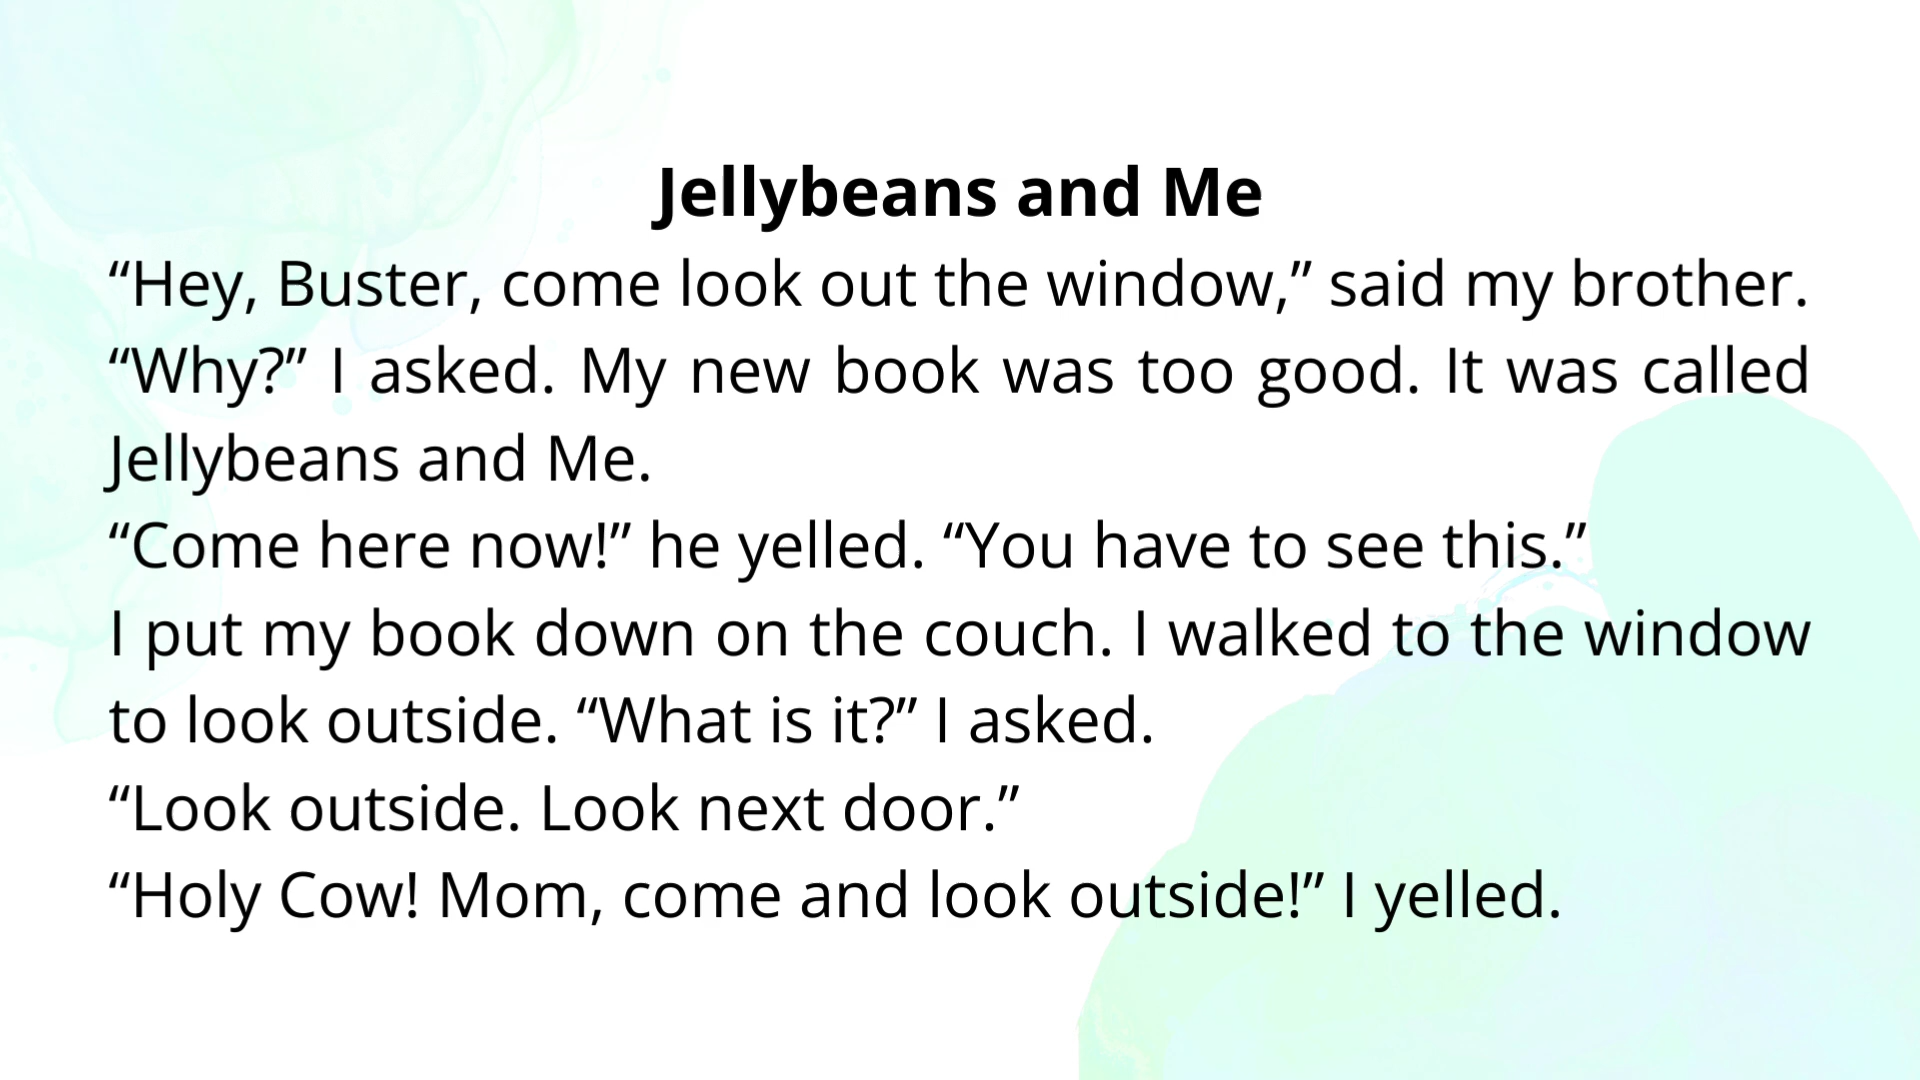 Jellybeans and Me
“Hey, Buster, come look out the window,” said my brother.
“Why?” I asked. My new book was too good. It was called
Jellybeans and Me.
“Come here now!” he yelled. “You have to see this.”
I put my book down on the couch. I walked to the window
to look outside. “What is it?” I asked.
“Look outside. Look next door.”
“Holy Cow! Mom, come and look outside!” I yelled.